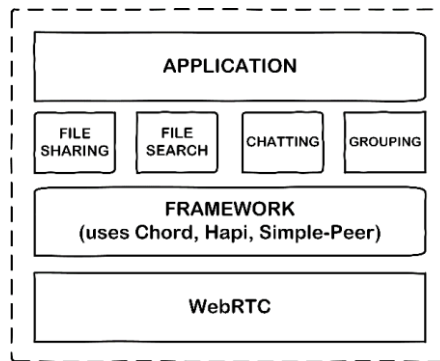 APPLICATION
FILE
SHARING
FILE
SEARCH
CHATTING
GROUPING
FRAMEWORK
(uses Chord, Hapi, Simple-Peer)
WebRTC